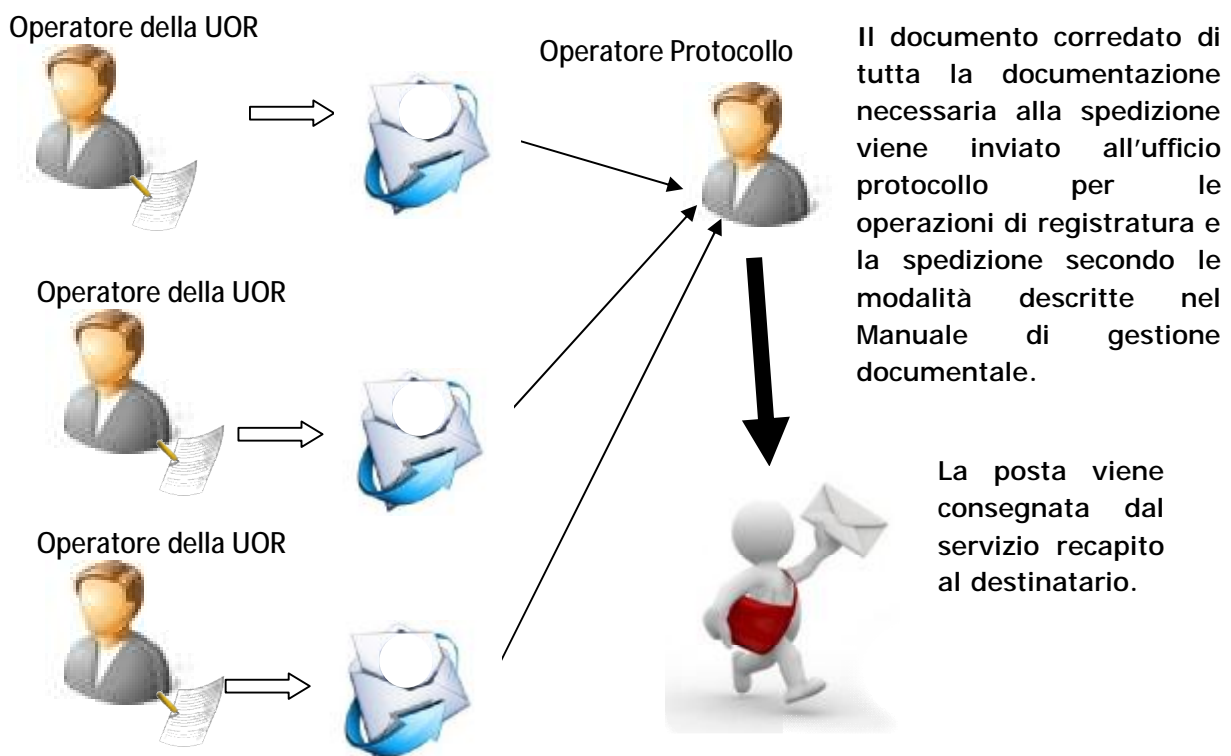 Operatore della UOR
Operatore Protocollo
Il documento corredato di
tutta la documentazione
necessaria alla spedizione
viene inviato all'ufficio
protocollo per le
operazioni di registratura e
la spedizione secondo le
modalità descritte nel
Manuale di gestione
documentale.
Operatore della UOR
La posta viene
consegnata dal
servizio recapito
al destinatario.
Operatore della UOR